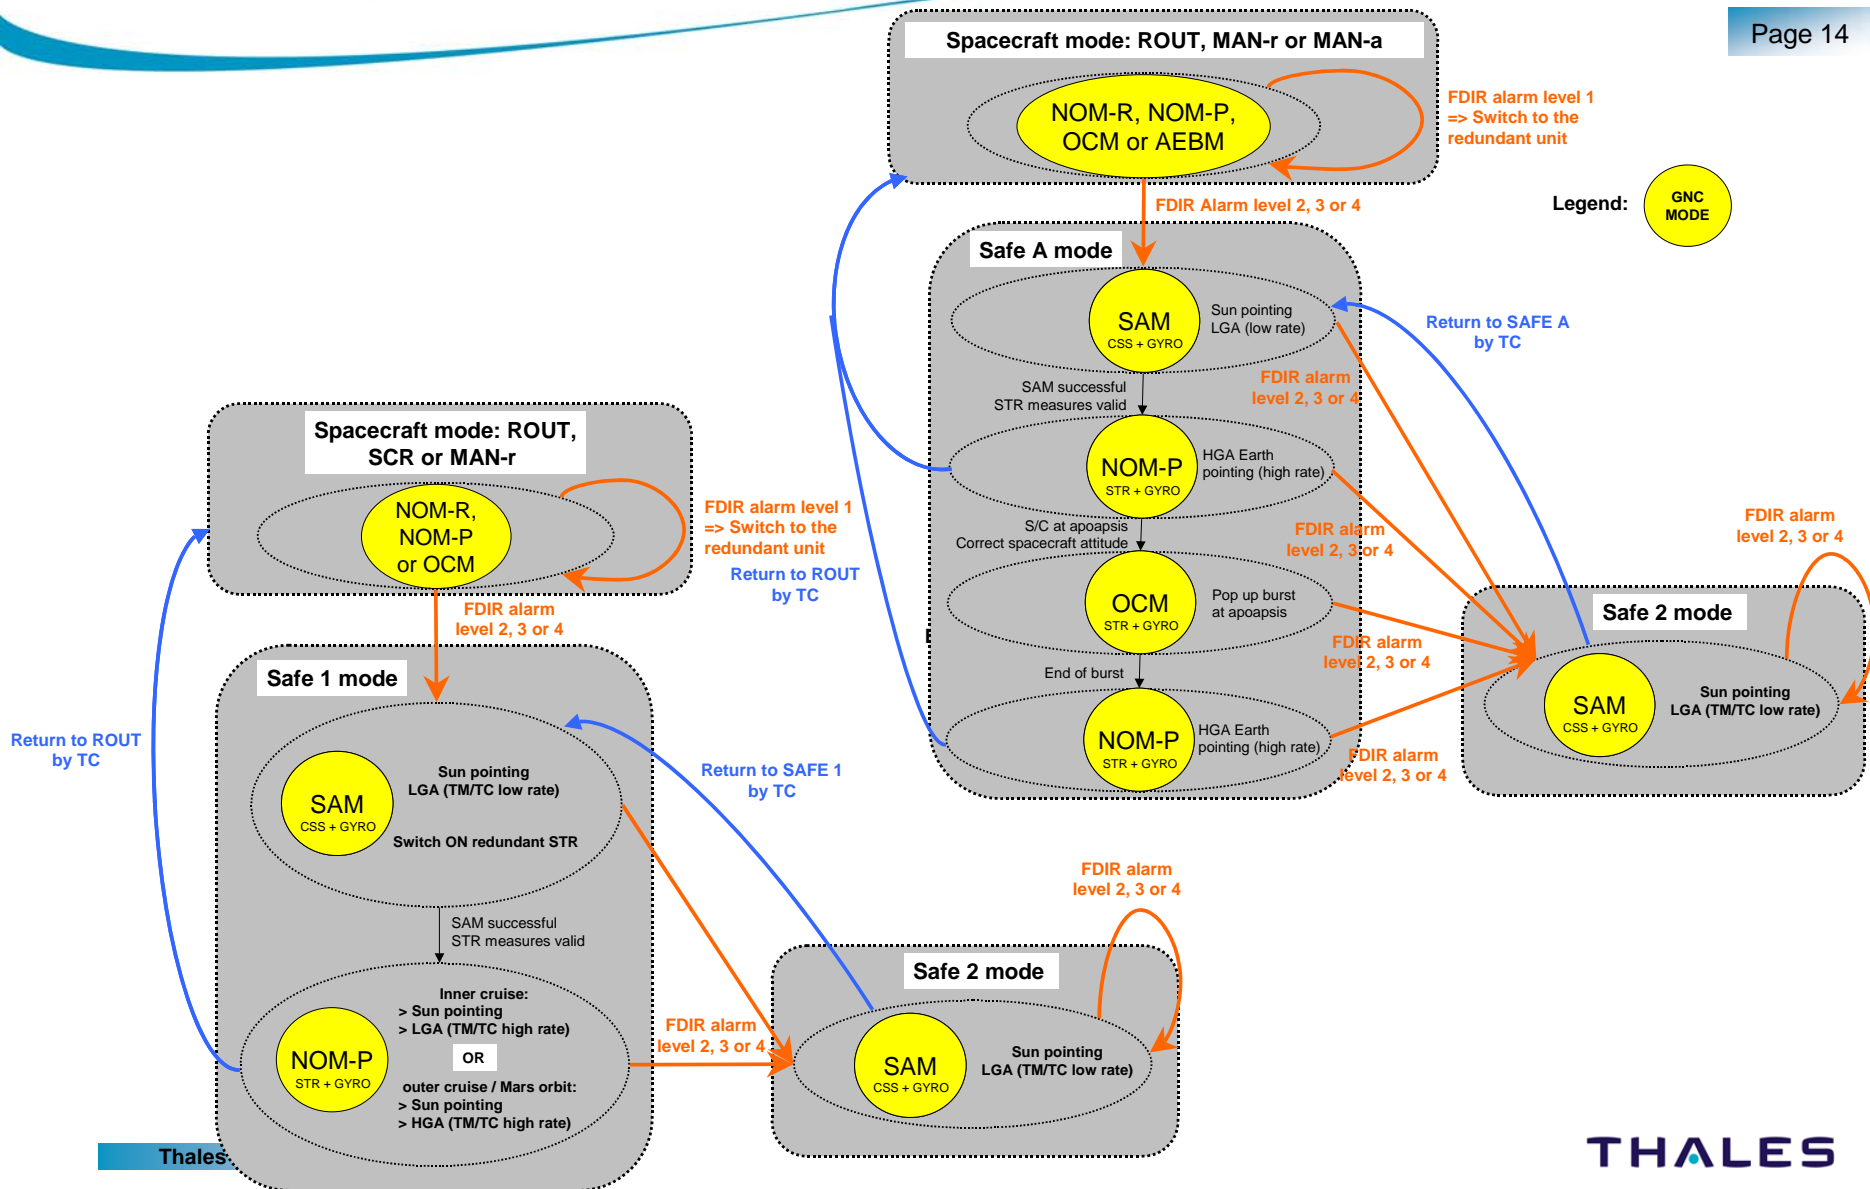 Page 14
Spacecraft mode: ROUT, MAN-r or MAN-a
NOM-R, NOM-P,
OCM or AEBM
FDIR alarm level 1
=> Switch to the
redundant unit
Legend:
GNC
MODE
FDIR Alarm level 2, 3 or 4
Safe A mode
SAM
CSS + GYRO
Sun pointing
LGA (low rate)
Return to SAFE A
by TC
SAM successful
STR measures valid
FDIR alarm
level 2, 3 or 4
NOM-P
STR + GYRO
HGA Earth
pointing (high rate)
S/C at apoapsis
Correct spacecraft attitude
FDIR alarm
level 2, 3 or 4
OCM
STR + GYRO
Pop up burst
at apoapsis
FDIR alarm
level 2, 3 or 4
End of burst
NOM-P
STR + GYRO
HGA Earth
pointing (high rate)
FDIR alarm
level 2, 3 or 4
Return to ROUT
by TC
FDIR alarm
level 2, 3 or 4
Safe 2 mode
SAM
CSS + GYRO
Sun pointing
LGA (TM/TC low rate)
Spacecraft mode: ROUT,
SCR or MAN-r
NOM-R,
NOM-P
or OCM
FDIR alarm level 1
=> Switch to the
redundant unit
FDIR alarm
level 2, 3 or 4
Safe 1 mode
Return to ROUT
by TC
SAM
CSS + GYRO
Sun pointing
LGA (TM/TC low rate)
Switch ON redundant STR
Return to SAFE 1
by TC
SAM successful
STR measures valid
NOM-P
STR + GYRO
Inner cruise:
> Sun pointing
> LGA (TM/TC high rate)
OR
outer cruise / Mars orbit:
> Sun pointing
> HGA (TM/TC high rate)
FDIR alarm
level 2, 3 or 4
FDIR alarm
level 2, 3 or 4
Safe 2 mode
SAM
CSS + GYRO
Sun pointing
LGA (TM/TC low rate)
Thales
THALES